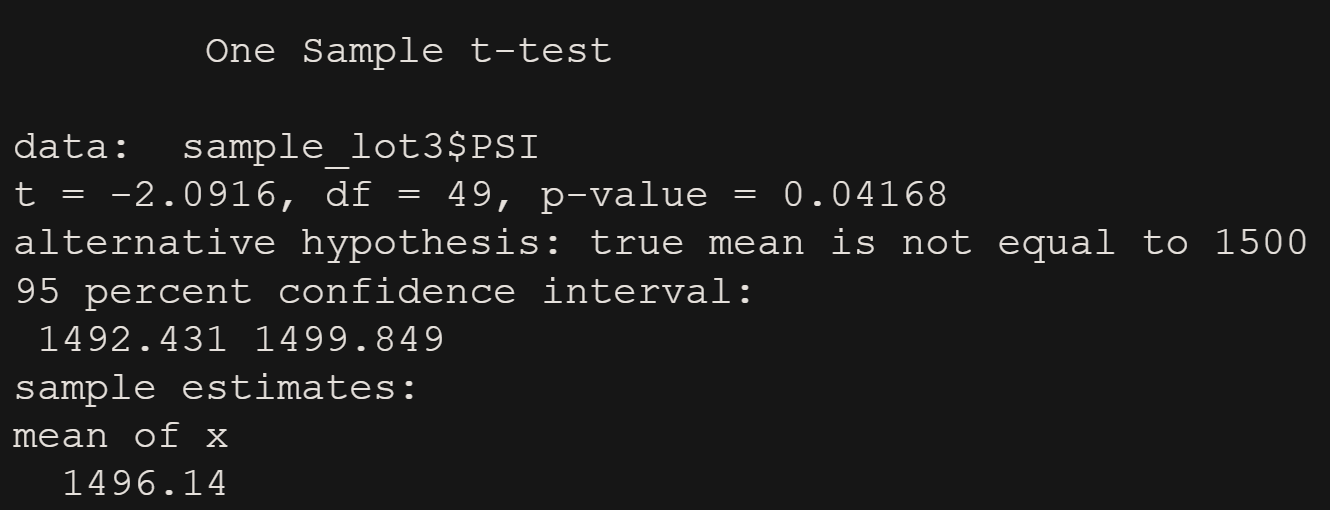 One Sample t-test
data:  sample_lot3$PSI
t = -2.0916, df = 49, p-value = 0.04168
alternative hypothesis: true mean is not equal to 1500
95 percent confidence interval:
1492.431 1499.849
sample estimates:
mean of x
1496.14